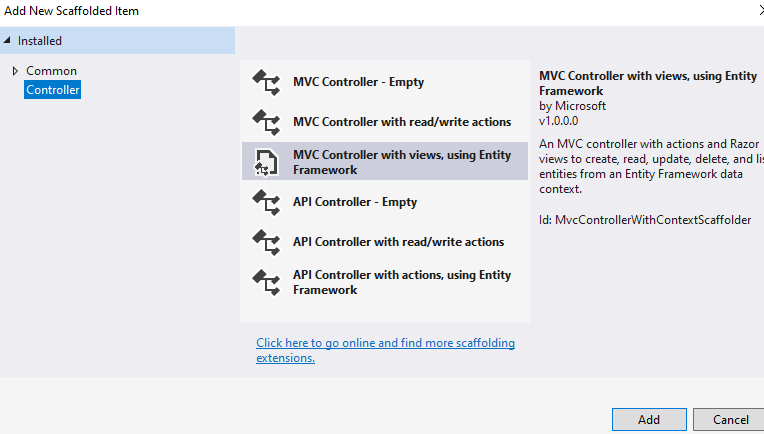 Add New Scaffolded Item
Installed
Common
Controller
MVC Controller - Empty
MVC Controller with read/write actions
MVC Controller with views, using Entity
Framework
API Controller - Empty
API Controller with read/write actions
API Controller with actions, using Entity
Framework
Click here to go online and find more scaffolding
extensions.
MVC Controller with views, using Entity
Framework
by Microsoft
v1.0.0.0
An MVC controller with actions and Razor
views to create, read, update, delete, and
entities from an Entity Framework data
context.
Id: MvcControllerWithContextScaffolder
Add
Cancel